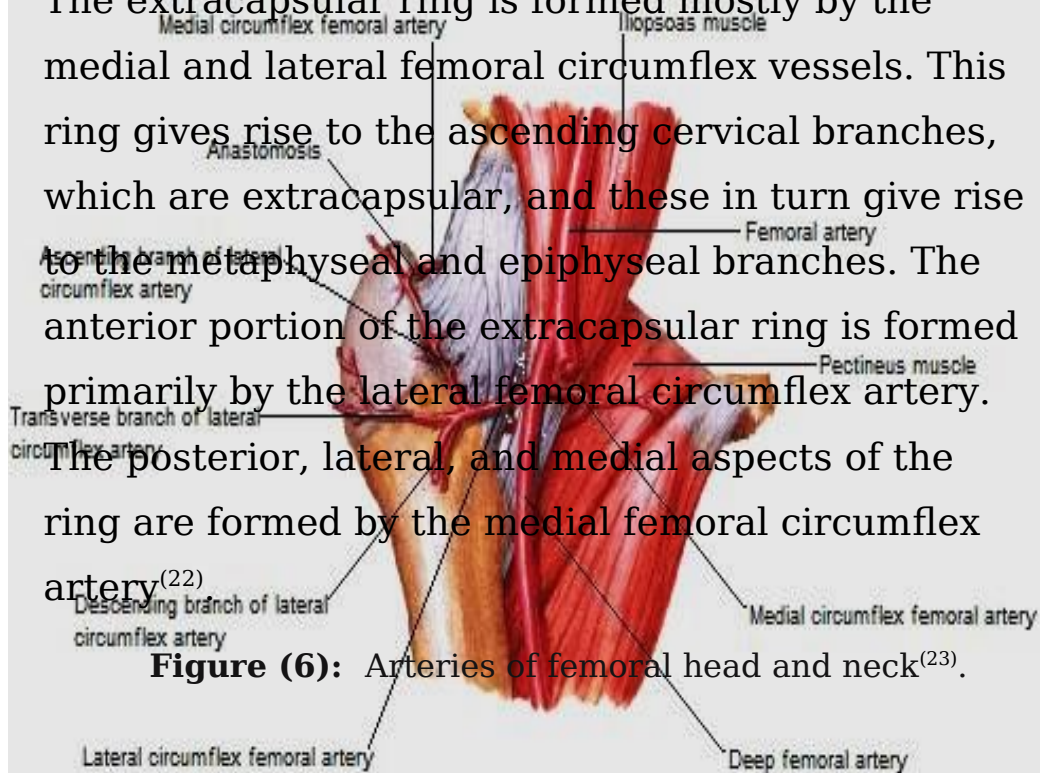 The extracapsular ring is formed mostly by the
Medial circumflex femoral artery
Iliopsoas muscle
medial and lateral femoral circumflex vessels. This
ring gives rise to the ascending cervical branches,
Anastomosis
which are extracapsular, and these in turn give rise
Femoral artery
Ascending branch of lateral
circumflex artery
to the metaphyseal and epiphyseal branches. The
anterior portion of the extracapsular ring is formed
Pectineus muscle
primarily by the lateral femoral circumflex artery.
Transverse branch of lateral
circumflex artery
The posterior, lateral, and medial aspects of the
ring are formed by the medial femoral circumflex
artery(22).
Descending branch of lateral
circumflex artery
Medial circumflex femoral artery
Figure (6): Arteries of femoral head and neck(23).
Lateral circumflex femoral artery
Deep femoral artery